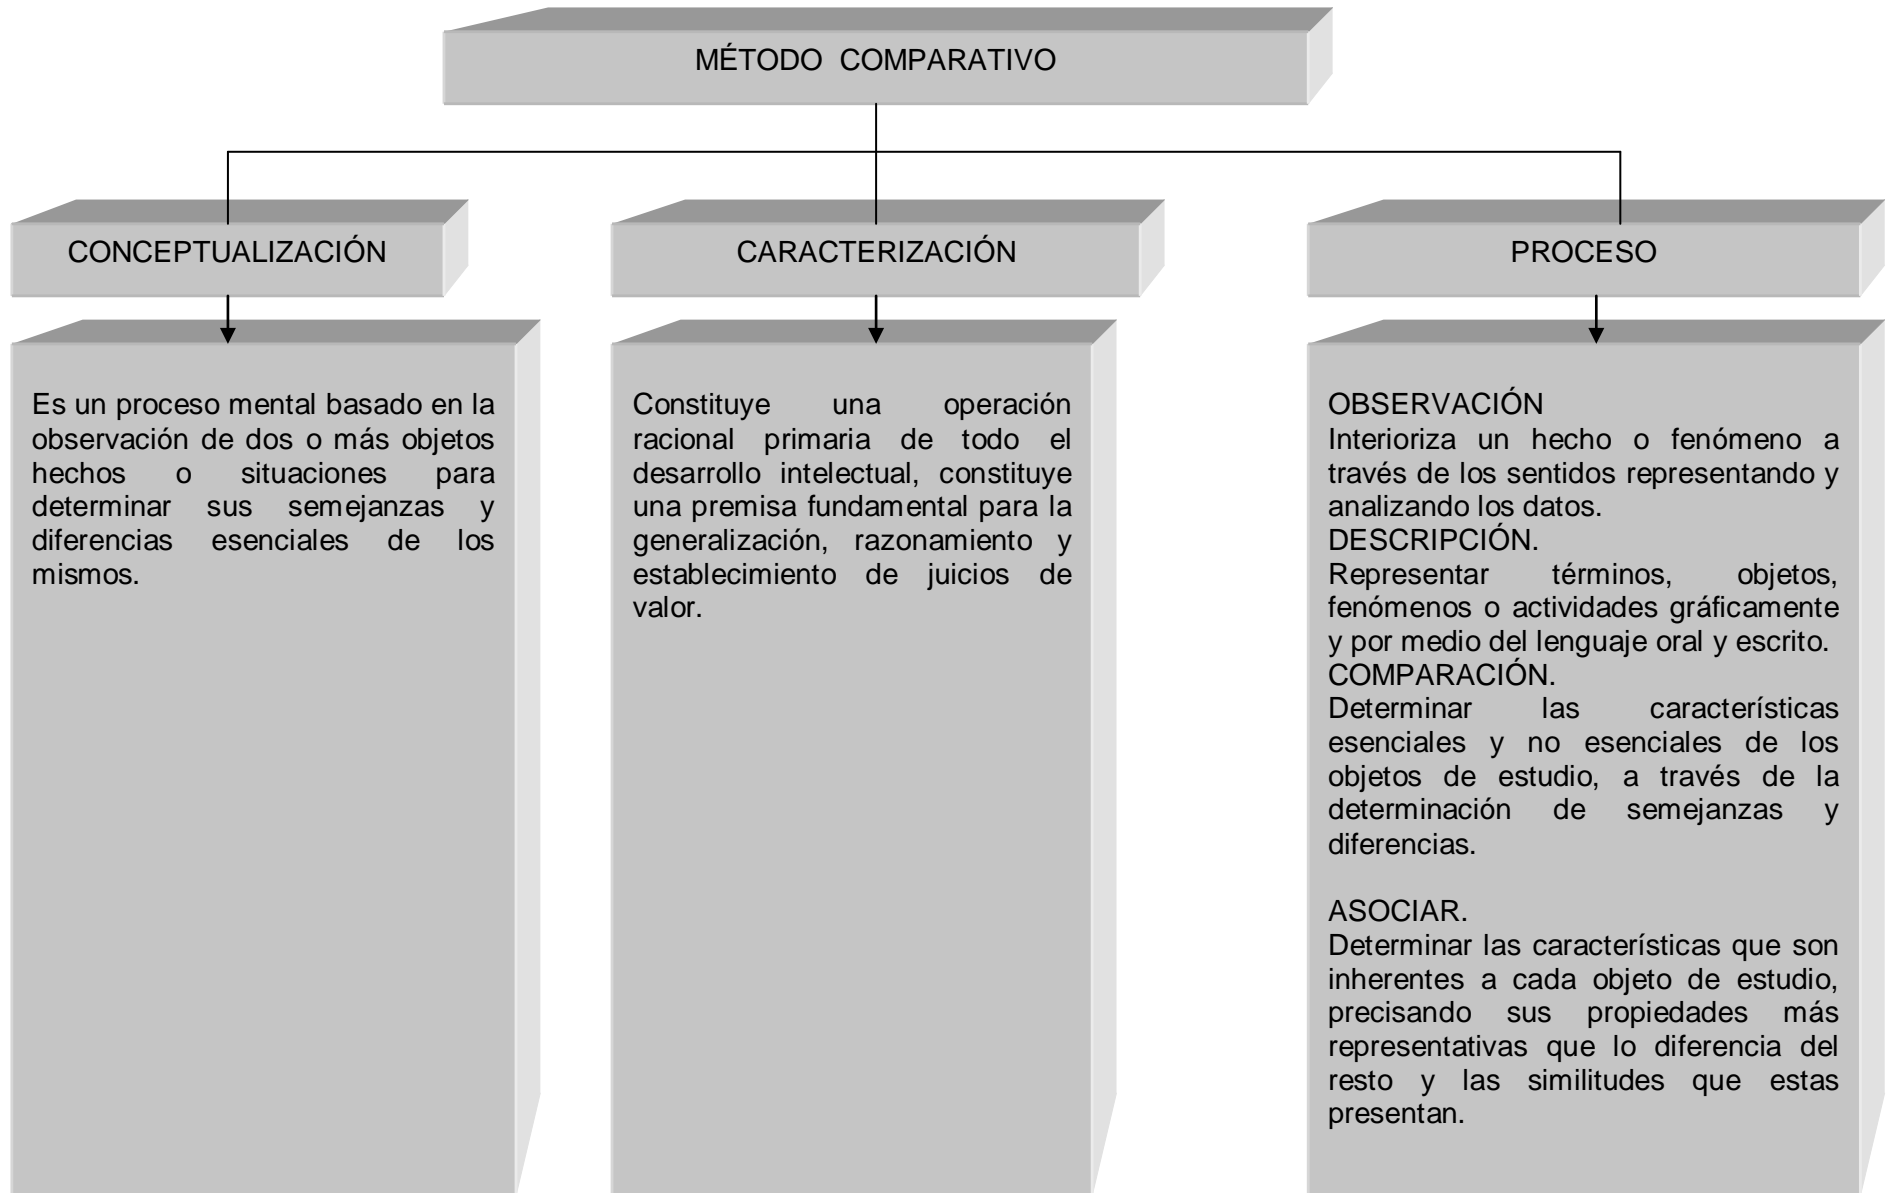 MÉTODO COMPARATIVO
CONCEPTUALIZACIÓN
Es un proceso mental basado en la
observación de dos o más objetos
hechos o situaciones para
determinar sus semejanzas y
diferencias esenciales de los
mismos.
CARACTERIZACIÓN
Constituye una operación
racional primaria de todo el
desarrollo intelectual, constituye
una premisa fundamental para la
generalización, razonamiento y
establecimiento de juicios de
valor.
PROCESO
OBSERVACIÓN
Interioriza un hecho o fenómeno a
través de los sentidos representando y
analizando los datos.
DESCRIPCIÓN.
Representar términos, objetos,
fenómenos o actividades gráficamente
y por medio del lenguaje oral y escrito.
COMPARACIÓN.
Determinar las características
esenciales y no esenciales de los
objetos de estudio, a través de la
determinación de semejanzas y
diferencias.
ASOCIAR.
Determinar las características que son
inherentes a cada objeto de estudio,
precisando sus propiedades más
representativas que lo diferencia del
resto y las similitudes que estas
presentan.